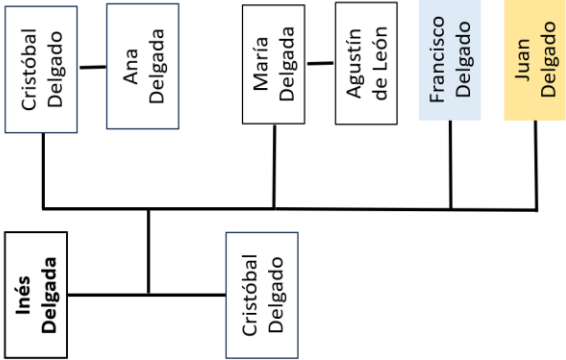 Cristóbal
Delgado
Inés
Delgada
Juan
Delgado
Francisco
Delgado
Agustín
de León
María
Delgada
Ana
Delgada
Cristóbal
Delgado